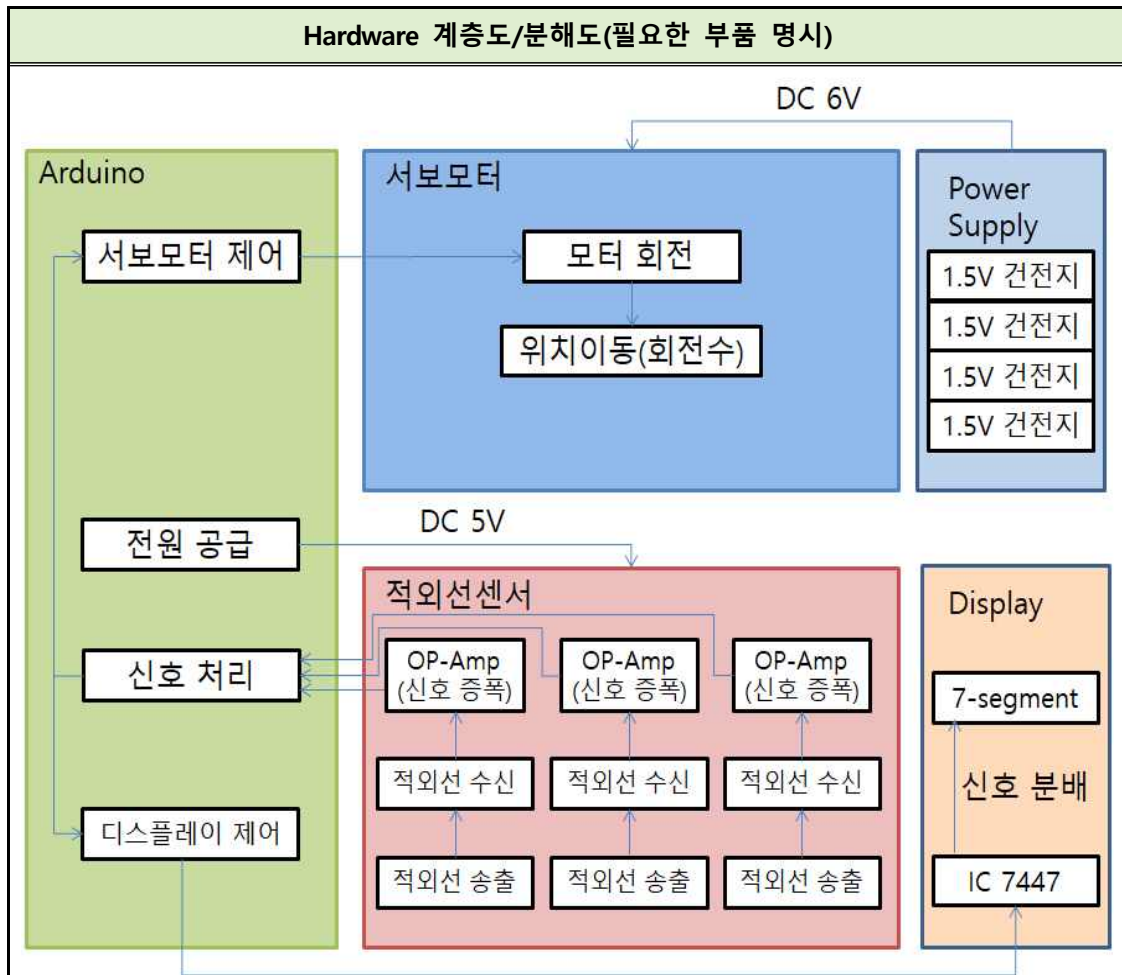 Hardware 계층도/분해도(필요한 부품 명시)
DC 6V
Arduino
서보모터 제어
전원 공급
신호 처리
디스플레이 제어
서보모터
모터 회전
위치이동(회전수)
Power
Supply
1.5V 건전지
1.5V 건전지
1.5V 건전지
1.5V 건전지
DC 5V
적외선센서
OP-Amp
(신호 증폭)
OP-Amp
(신호 증폭)
OP-Amp
(신호 증폭)
적외선 수신
적외선 수신
적외선 수신
적외선 송출
적외선 송출
적외선 송출
Display
7-segment
신호 분배
IC 7447